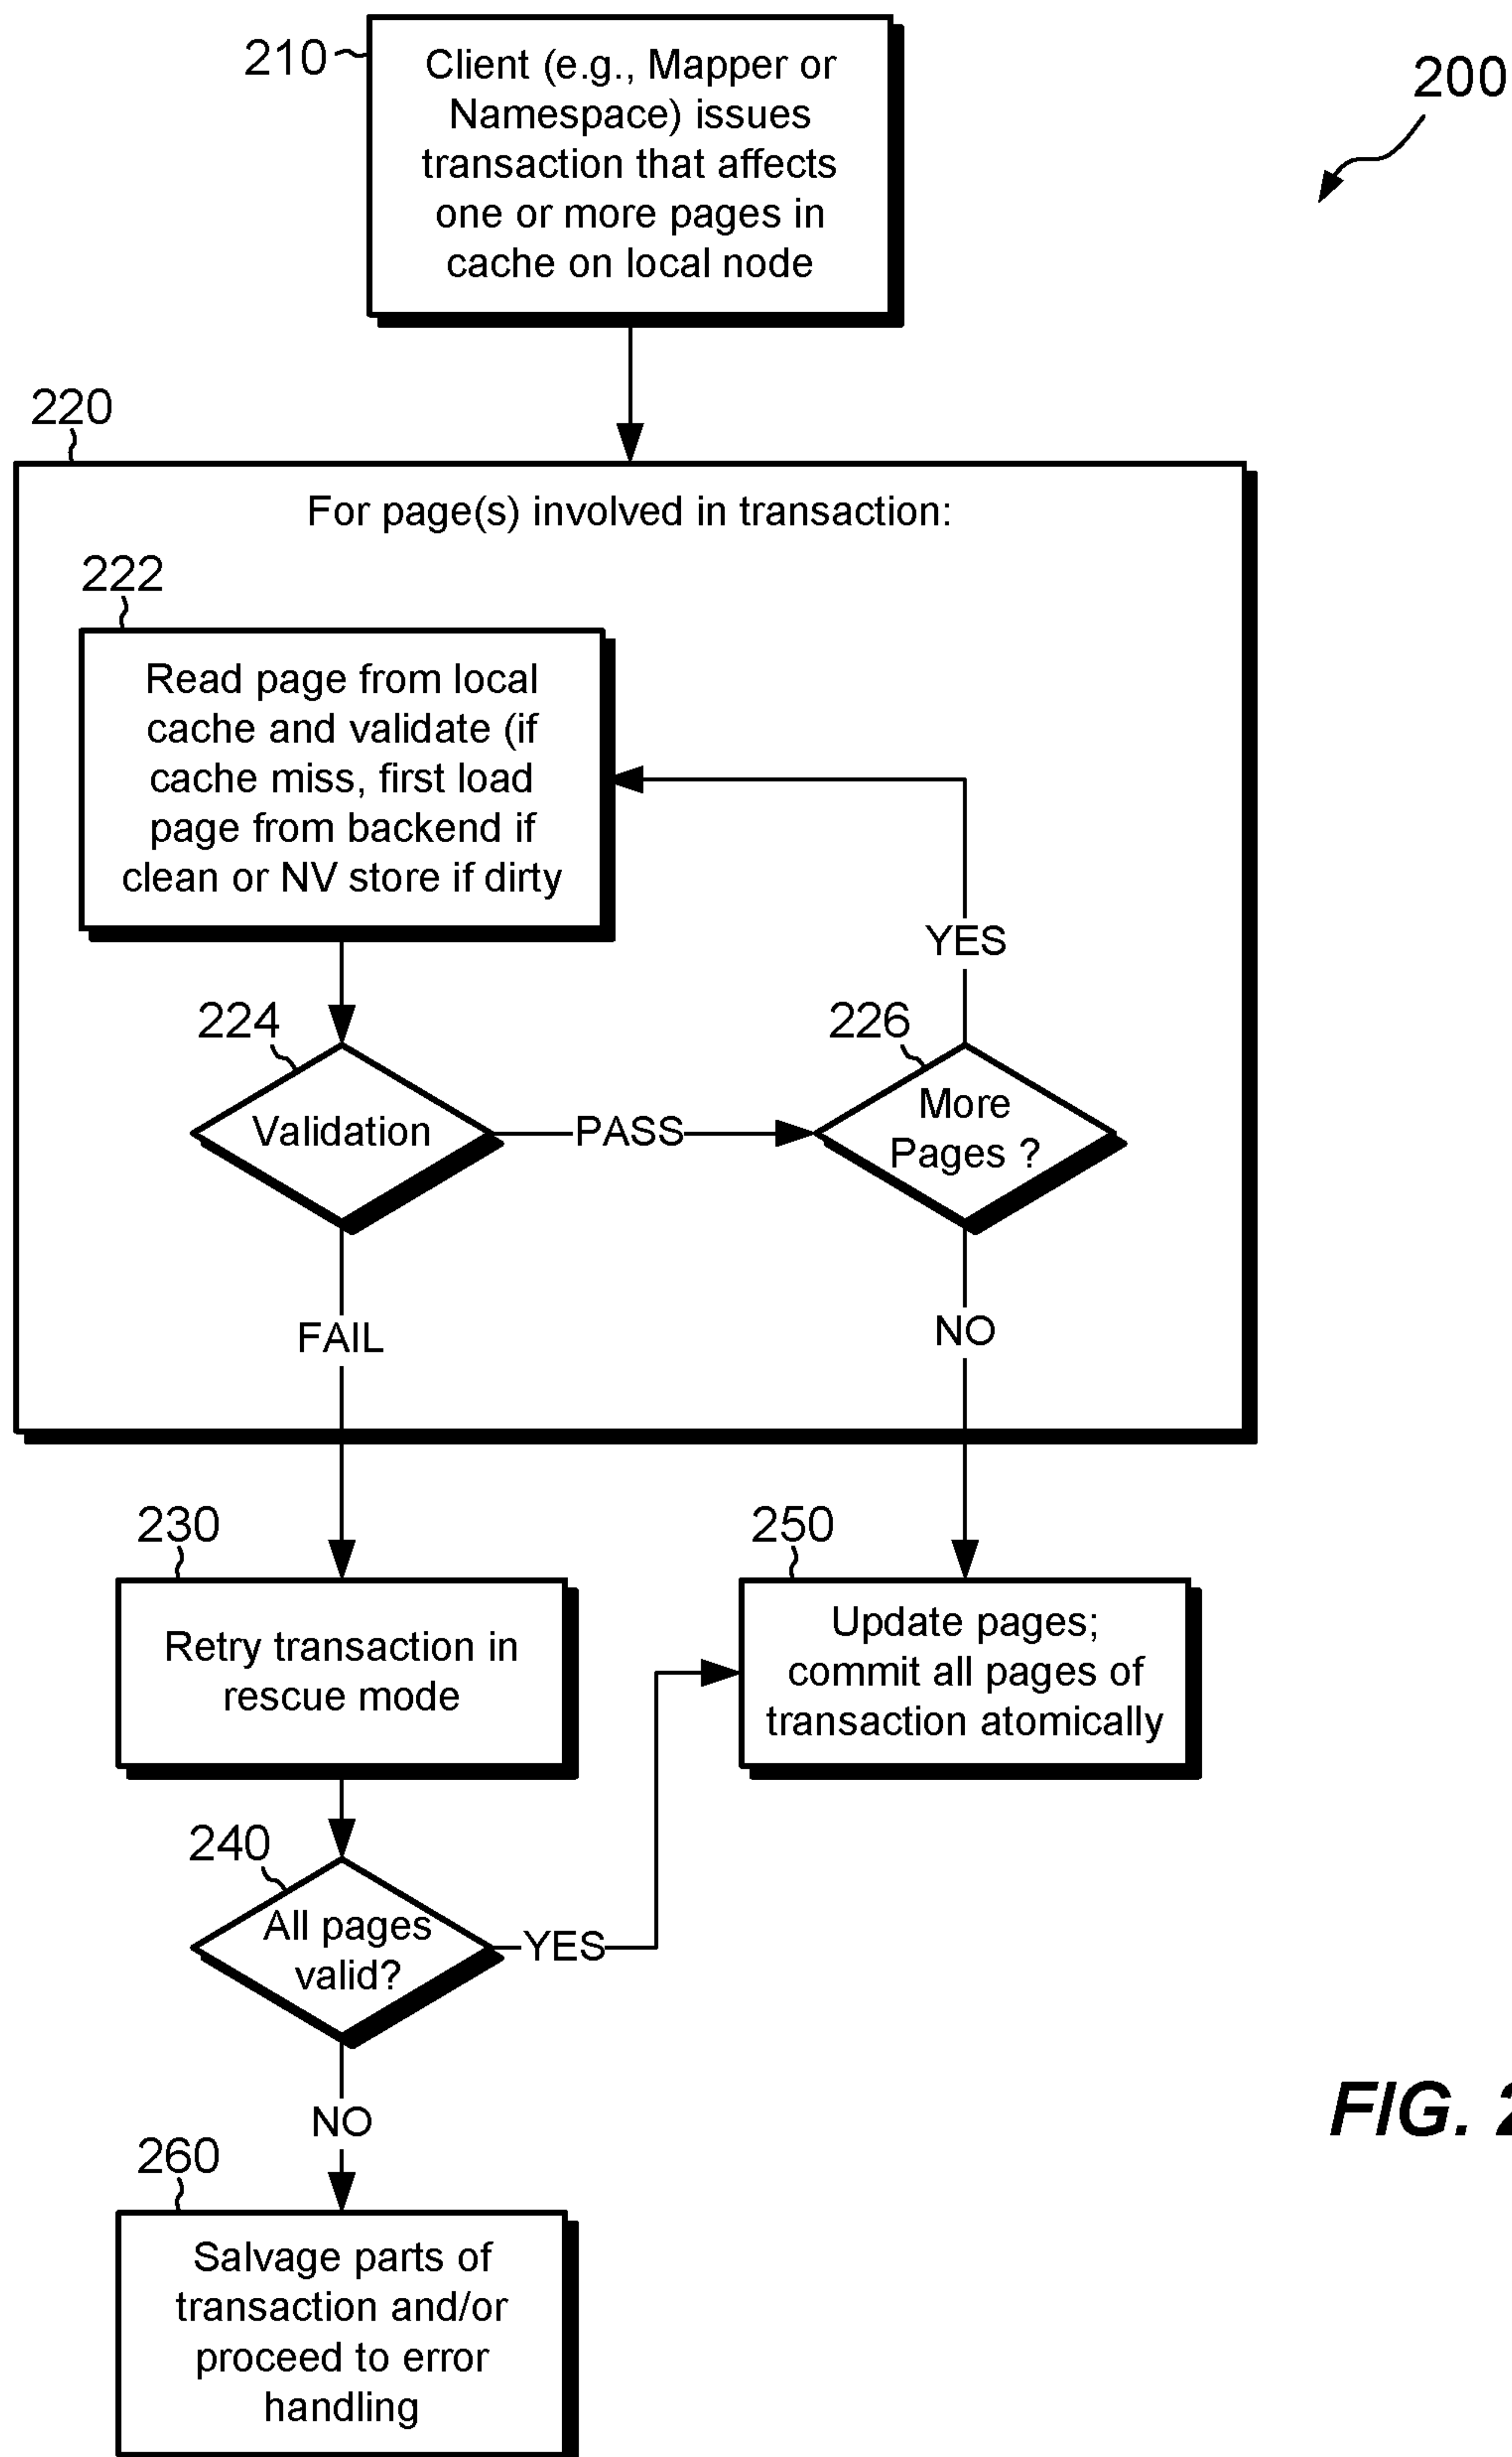 210
Client (e.g., Mapper or
Namespace) issues
transaction that affects
one or more pages in
cache on local node
200
220
For page(s) involved in transaction:
222
Read page from local
cache and validate (if
cache miss, first load
page from backend if
clean or NV store if dirty
YES
224
226
Validation
PASS
More
Pages ?
FAIL
NO
230
250
Retry transaction in
rescue mode
Update pages;
commit all pages of
transaction atomically
240
All pages
valid?
YES
NO
FIG. 2
260
Salvage parts of
transaction and/or
proceed to error
handling